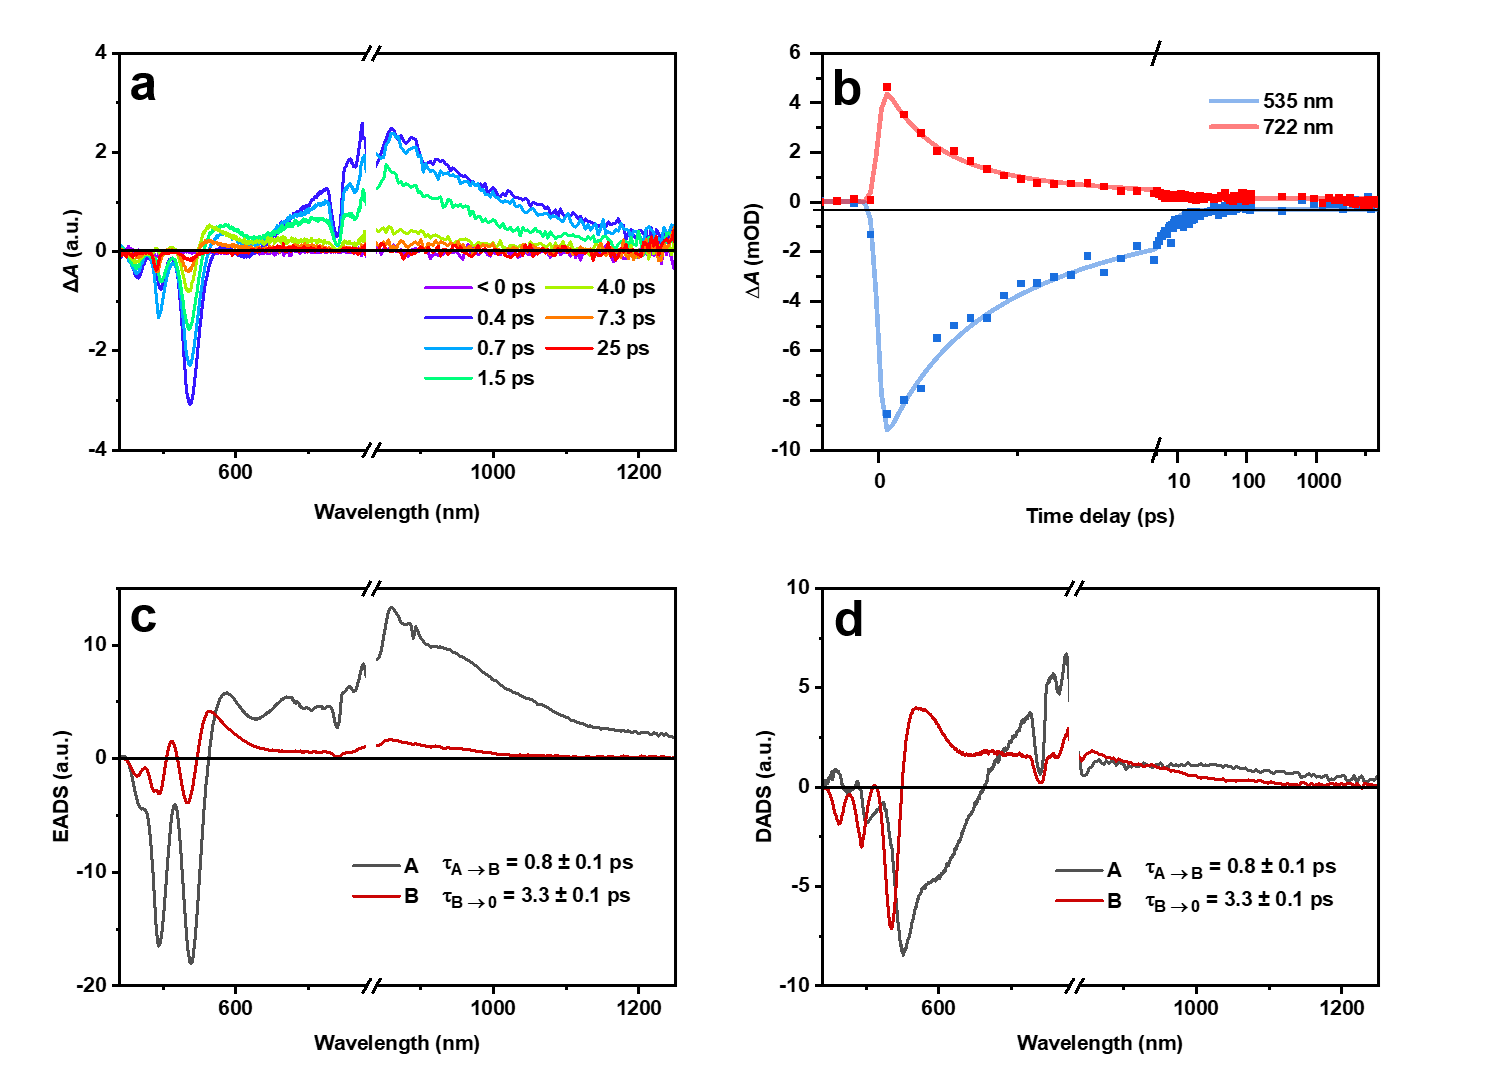 a
4
2
0
-2
-4
ΔA (a.u.)
< 0 ps
4.0 ps
0.4 ps
7.3 ps
0.7 ps
25 ps
1.5 ps
600
1000
1200
Wavelength (nm)
b
6
4
2
0
-2
-4
-6
-8
-10
ΔA (mOD)
535 nm
722 nm
0
10
100
1000
Time delay (ps)
c
10
0
-10
-20
EADS (a.u.)
A τA→B = 0.8 ± 0.1 ps
B τB→0 = 3.3 ± 0.1 ps
600
1000
1200
Wavelength (nm)
d
10
5
0
-5
-10
DADS (a.u.)
A τA→B = 0.8 ± 0.1 ps
B τB→0 = 3.3 ± 0.1 ps
600
1000
1200
Wavelength (nm)